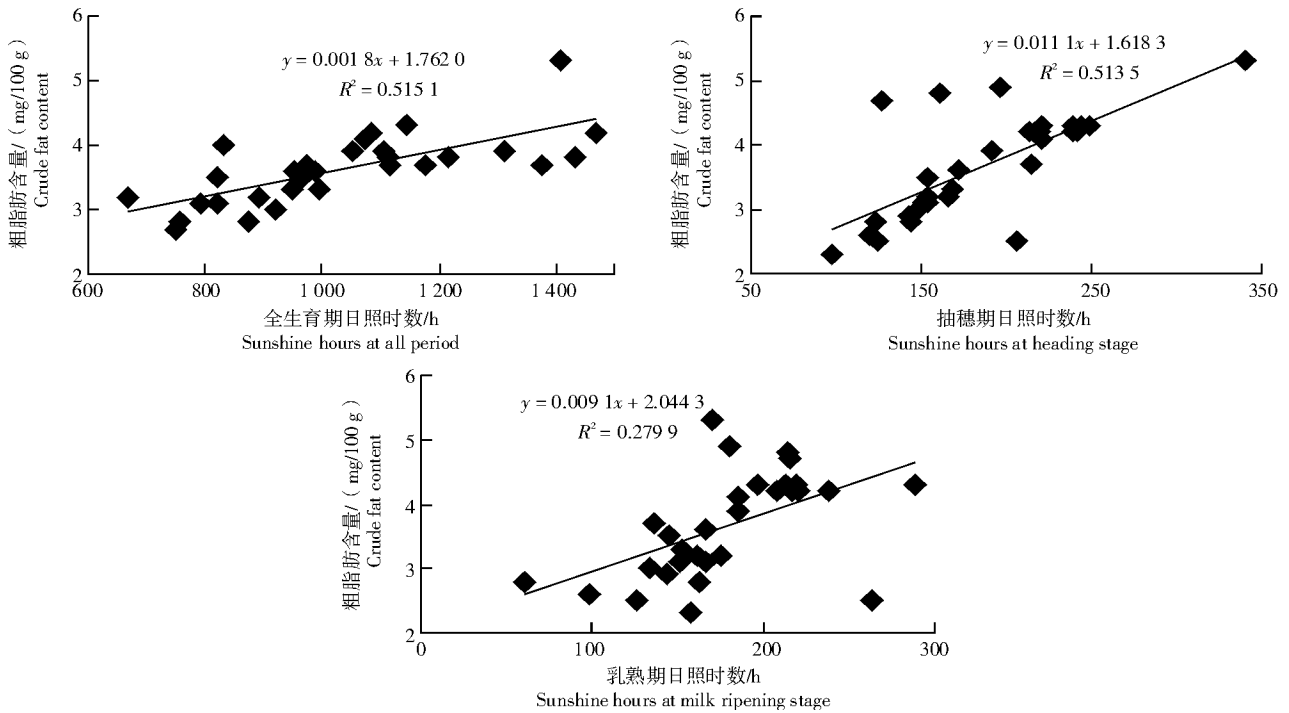 粗脂肪含量/（mg/100 g）
Crude fat content
6
5
4
3
2
y = 0.001 8x + 1.762 0
R² = 0.515 1
600
800
1 000
1 200
1 400
全生育期日照时数/h
Sunshine hours at all period
粗脂肪含量/（mg/100 g）
Crude fat content
6
5
4
3
2
y = 0.011 1x + 1.618 3
R² = 0.513 5
50
150
250
350
抽穗期日照时数/h
Sunshine hours at heading stage
粗脂肪含量/（mg/100 g）
Crude fat content
6
5
4
3
2
y = 0.009 1x + 2.044 3
R² = 0.279 9
0
100
200
300
乳熟期日照时数/h
Sunshine hours at milk ripening stage